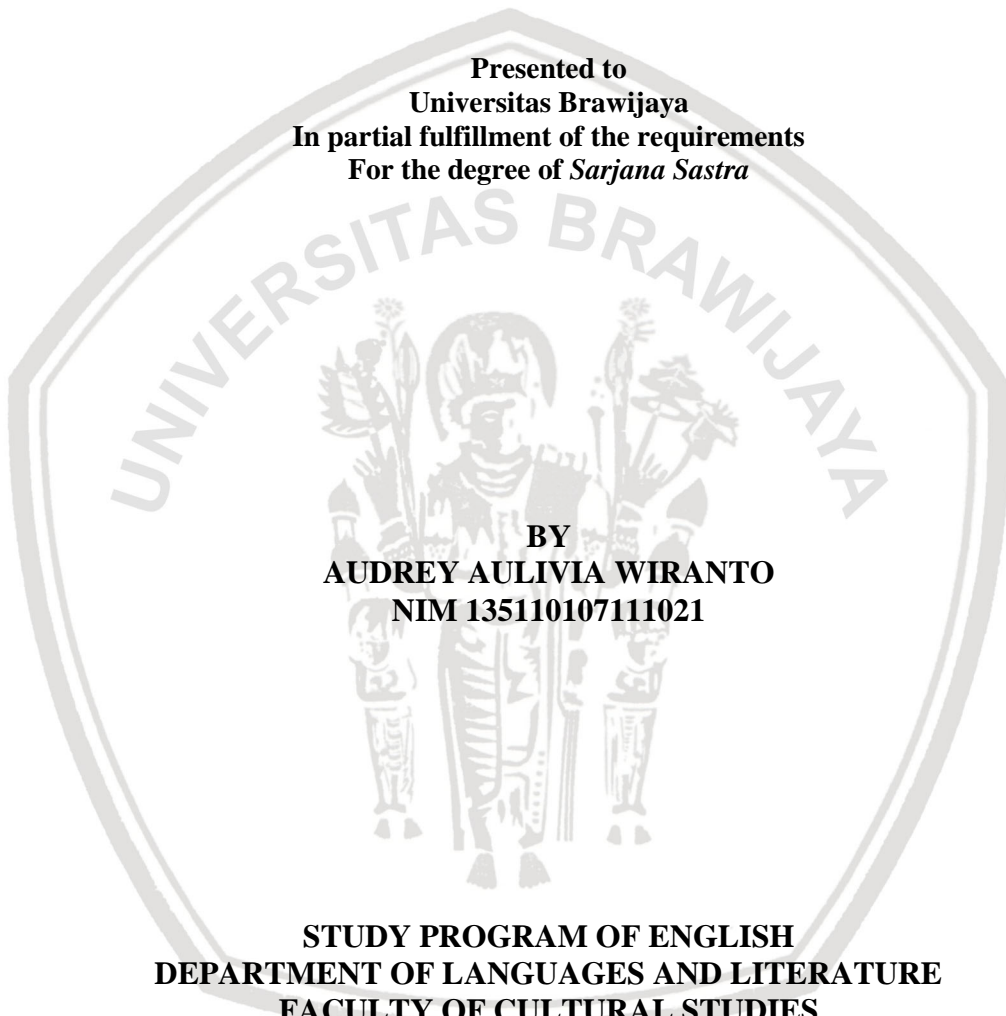 Presented to
Universitas Brawijaya
In partial fulfillment of the requirements
For the degree of Sarjana Sastra
UNIVERSITAS BRAWIJAYA
BY
AUDREY AULIVIA WIRANTO
NIM 135110107111021
STUDY PROGRAM OF ENGLISH
DEPARTMENT OF LANGUAGES AND LITERATURE
FACULTY OF CULTURAL STUDIES